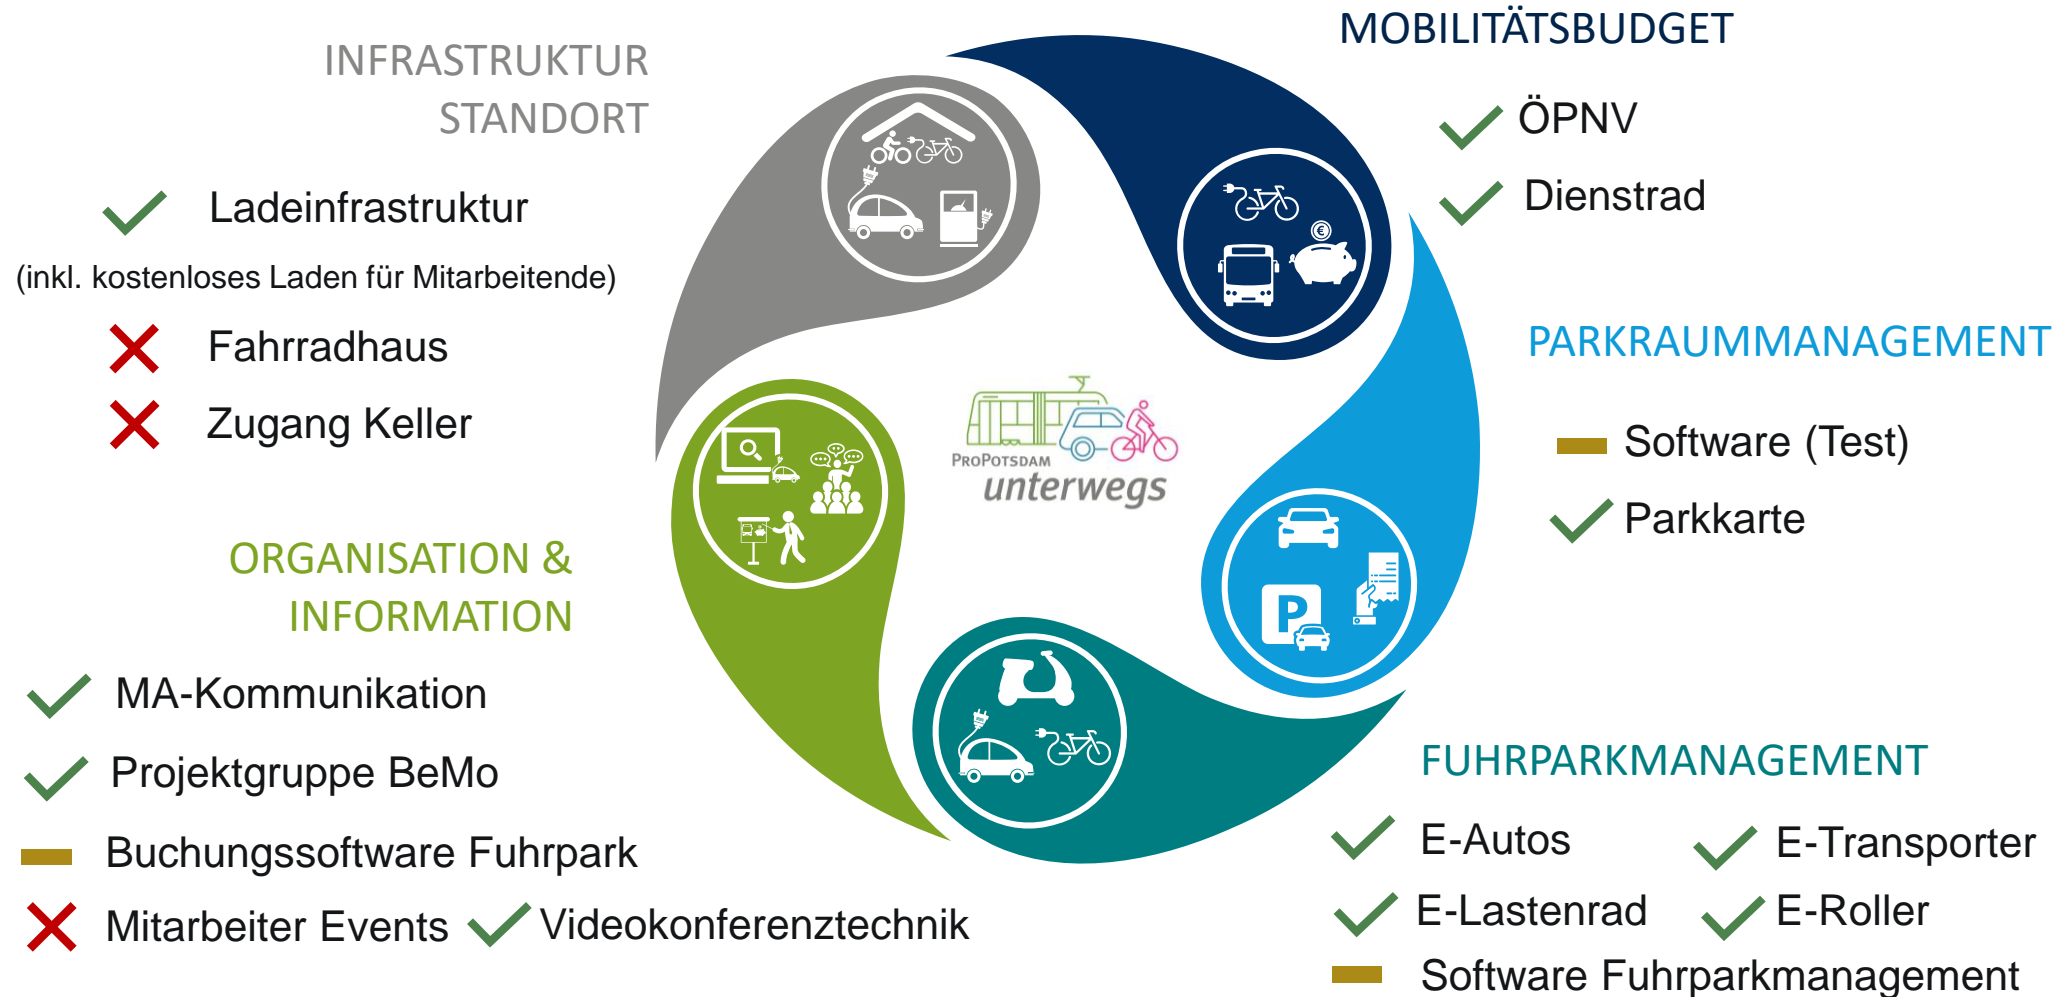 INFRASTRUKTUR
STANDORT
Ladeinfrastruktur
(inkl. kostenloses Laden für Mitarbeitende)
Fahrradhaus
Zugang Keller
MOBILITÄTSBUDGET
ÖPNV
Dienstrad
€
PARKRAUMMANAGEMENT
Software (Test)
Parkkarte
P
PROPOTSDAM
unterwegs
ORGANISATION &
INFORMATION
MA-Kommunikation
Projektgruppe BeMo
Buchungssoftware Fuhrpark
Mitarbeiter Events
Videokonferenztechnik
FUHRPARKMANAGEMENT
E-Autos
E-Transporter
E-Lastenrad
E-Roller
Software Fuhrparkmanagement